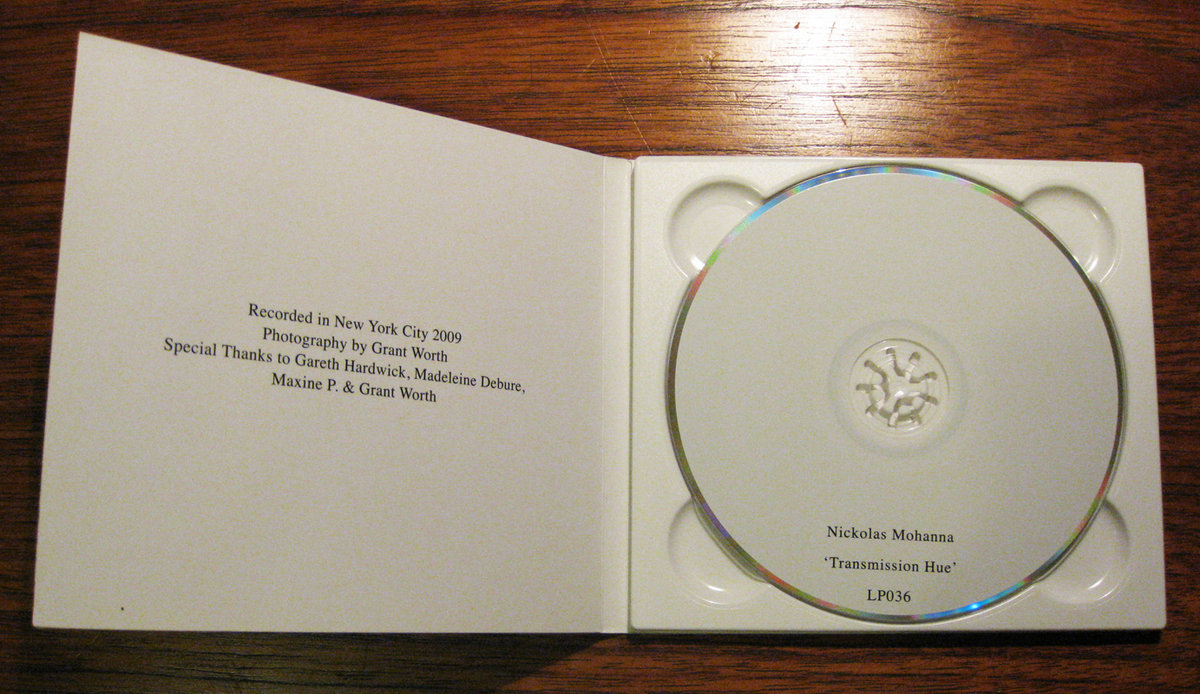 Recorded in New York City 2009
Photography by Grant Worth
Special Thanks to Gareth Hardwick, Madeleine Debure,
Maxine P. & Grant Worth
Nickolas Mohanna
‘Transmission Hue’
LP036